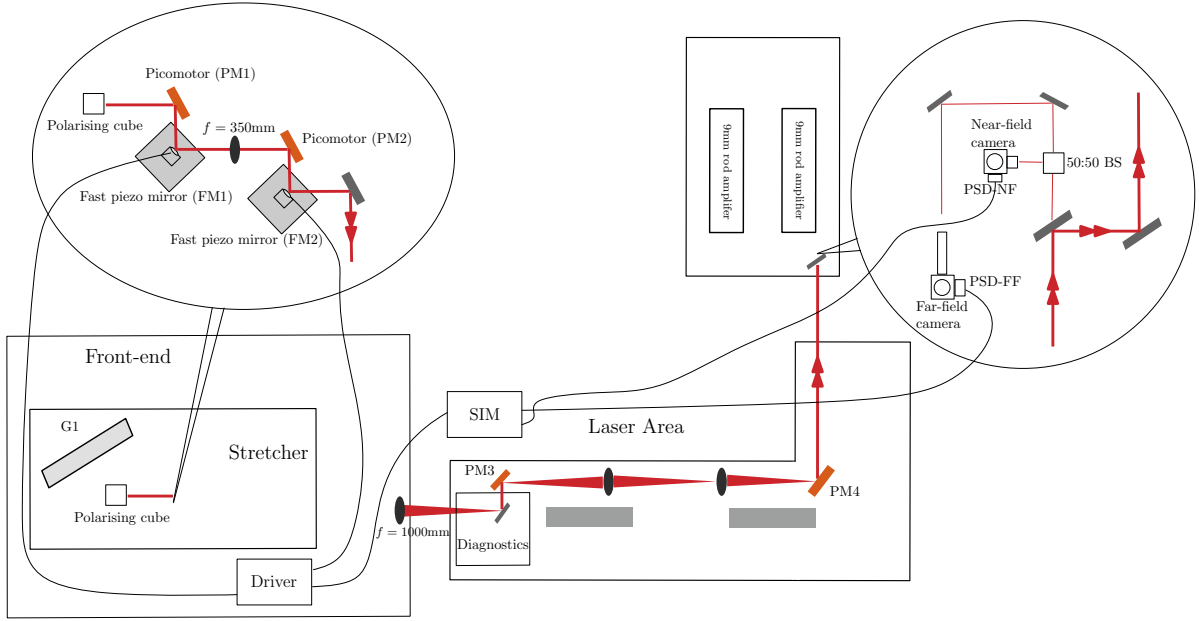 Picomotor (PM1)
Polarising cube
f = 350mm
Picomotor (PM2)
Fast piezo mirror (FM1)
Fast piezo mirror (FM2)
9mm rod amplifer
9mm rod amplifier
Near-field
camera
50:50 BS
PSD-NF
PSD-FF
Far-field
camera
Front-end
G1
Stretcher
Polarising cube
Driver
SIM
Laser Area
PM3
PM4
f = 1000mm
Diagnostics